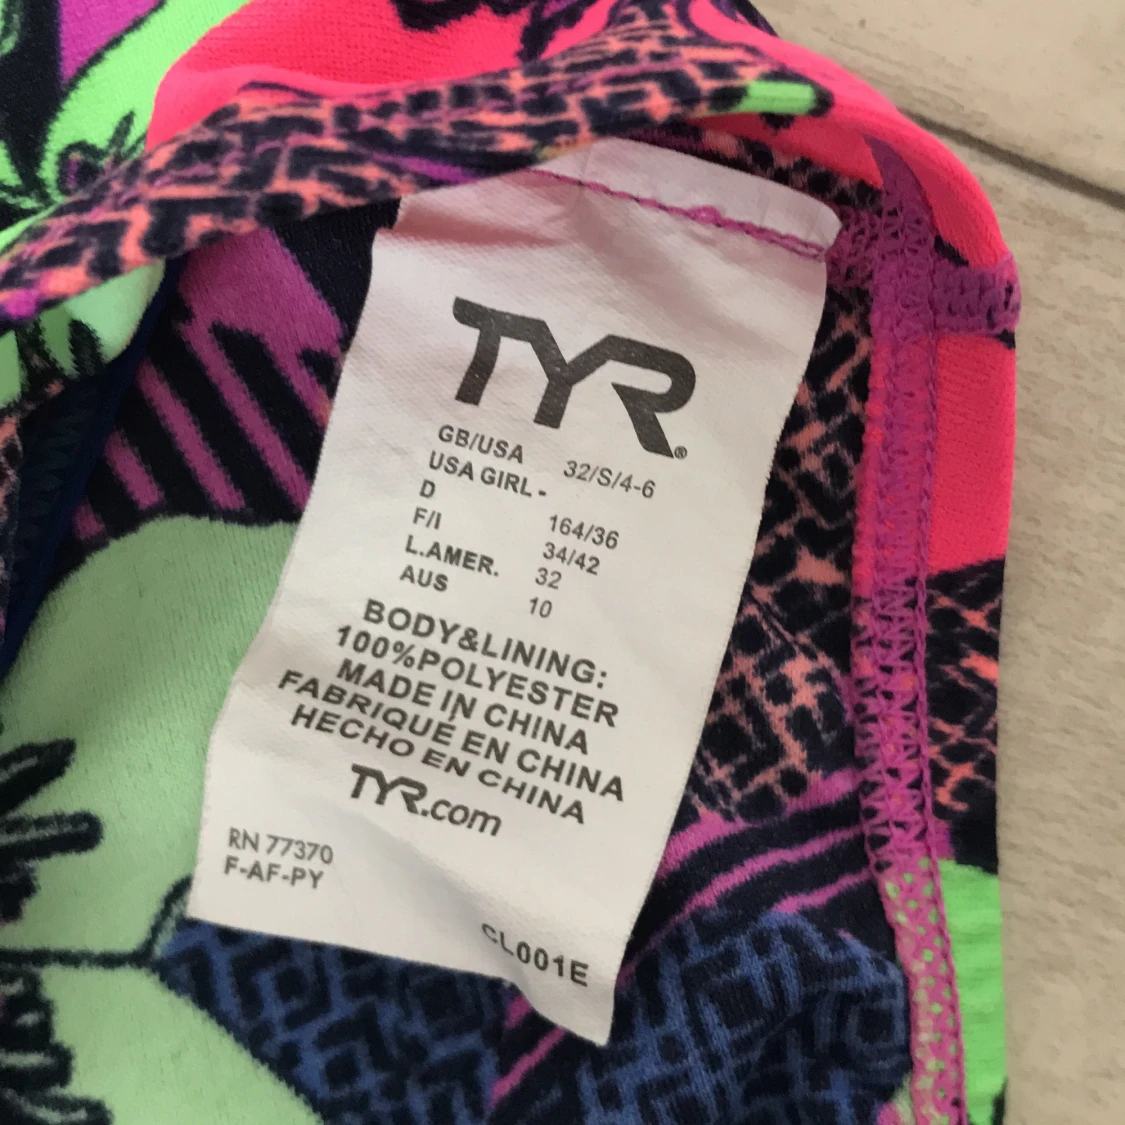 TYR®
GB/USA 32/S/4-6
USA GIRL -
D 164/36
F/I 34/42
L.AMER. 32
AUS 10
BODY&LINING:
100%POLYESTER
MADE IN CHINA
FABRIQUÉ EN CHINA
HECHO EN CHINA
TYR.com
RN 77370
F-AF-PY
CL001E